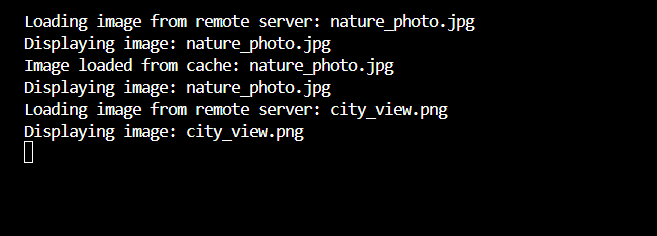 Loading image from remote server: nature_photo.jpg
Displaying image: nature_photo.jpg
Image loaded from cache: nature_photo.jpg
Displaying image: nature_photo.jpg
Loading image from remote server: city_view.png
Displaying image: city_view.png